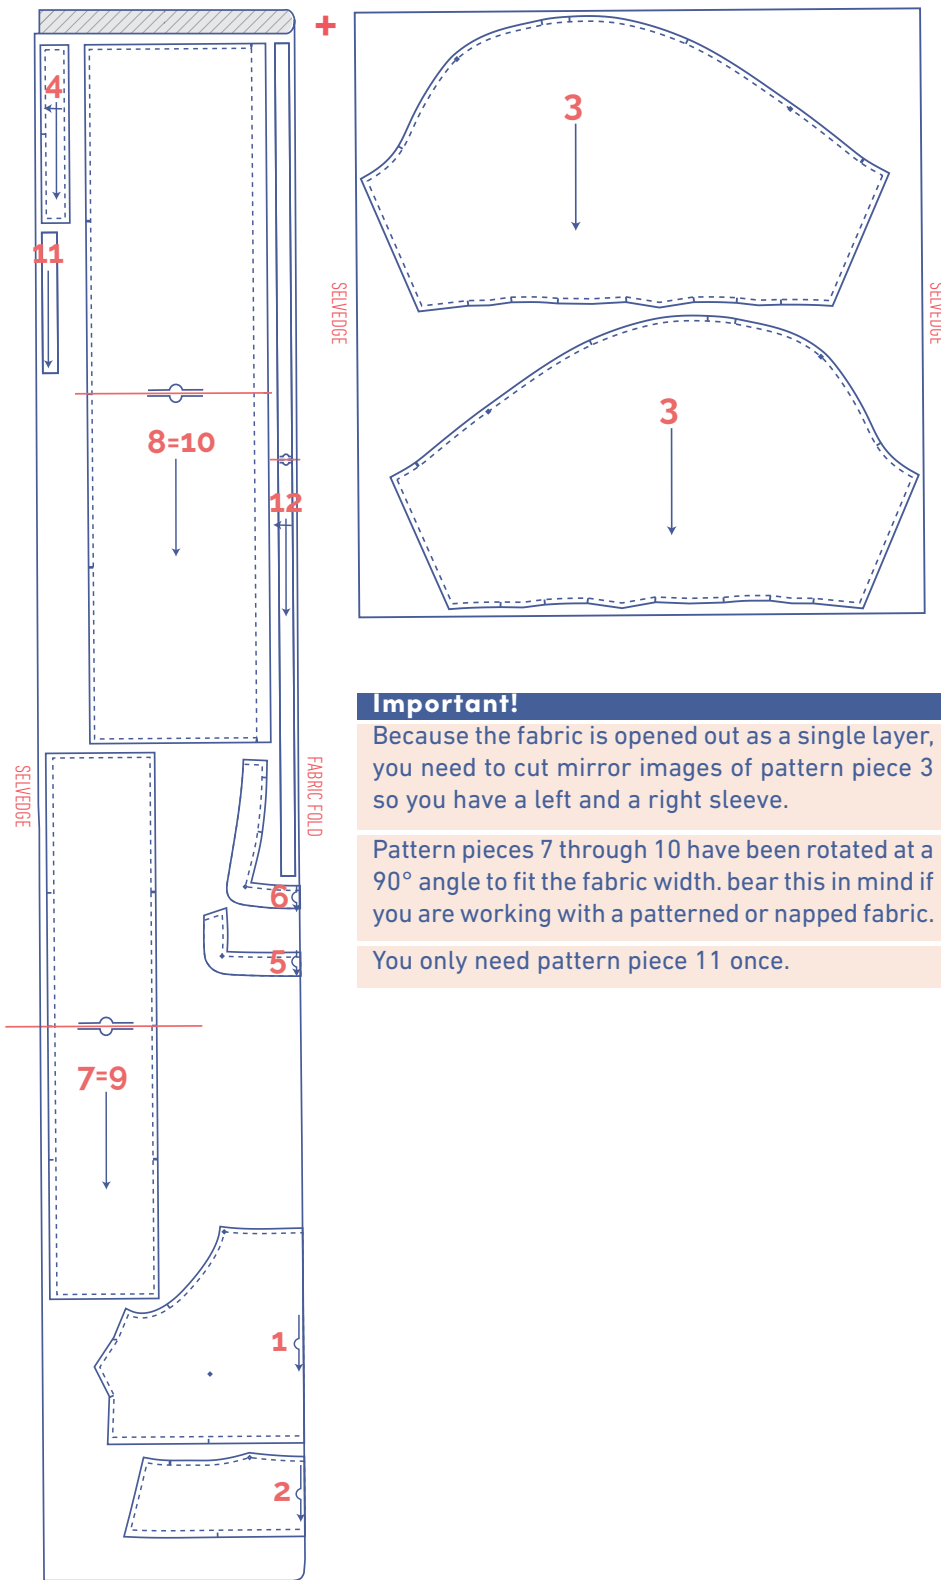 4
11
8=10
12
SELVEDGE
FABRIC FOLD
6
5
7=9
1
2
+
3
SELVEDGE
SELVEDGE
3
Important!
Because the fabric is opened out as a single layer,
you need to cut mirror images of pattern piece 3
so you have a left and a right sleeve.
Pattern pieces 7 through 10 have been rotated at a
90° angle to fit the fabric width. bear this in mind if
you are working with a patterned or napped fabric.
You only need pattern piece 11 once.